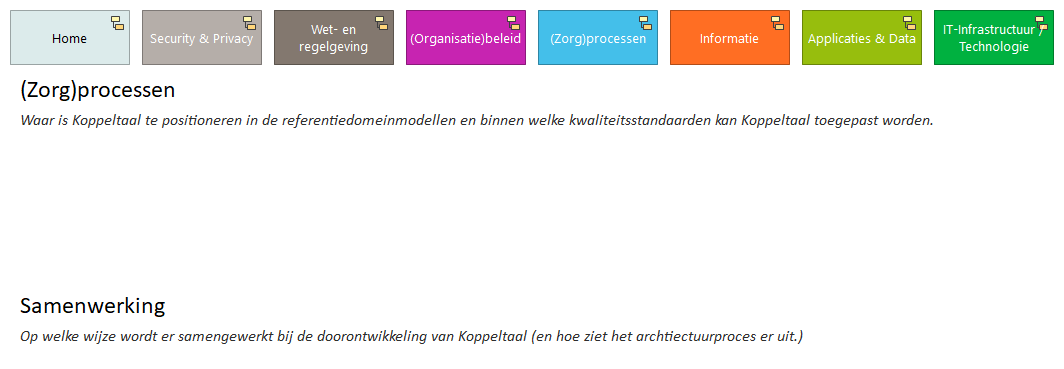 Home
Security & Privacy
Wet- en
regelgeving
(Organisatie)beleid
(Zorg)processen
Informatie
Applicaties & Data
IT-Infrastructuur /
Technologie
(Zorg)processen
Waar is Koppeltaal te positioneren in de referentiedomeinmodellen en binnen welke kwaliteitsstandaarden kan Koppeltaal toegepast worden.
Samenwerking
Op welke wijze wordt er samengewerkt bij de doorontwikkeling van Koppeltaal (en hoe ziet het archtiectuurproces er uit.)